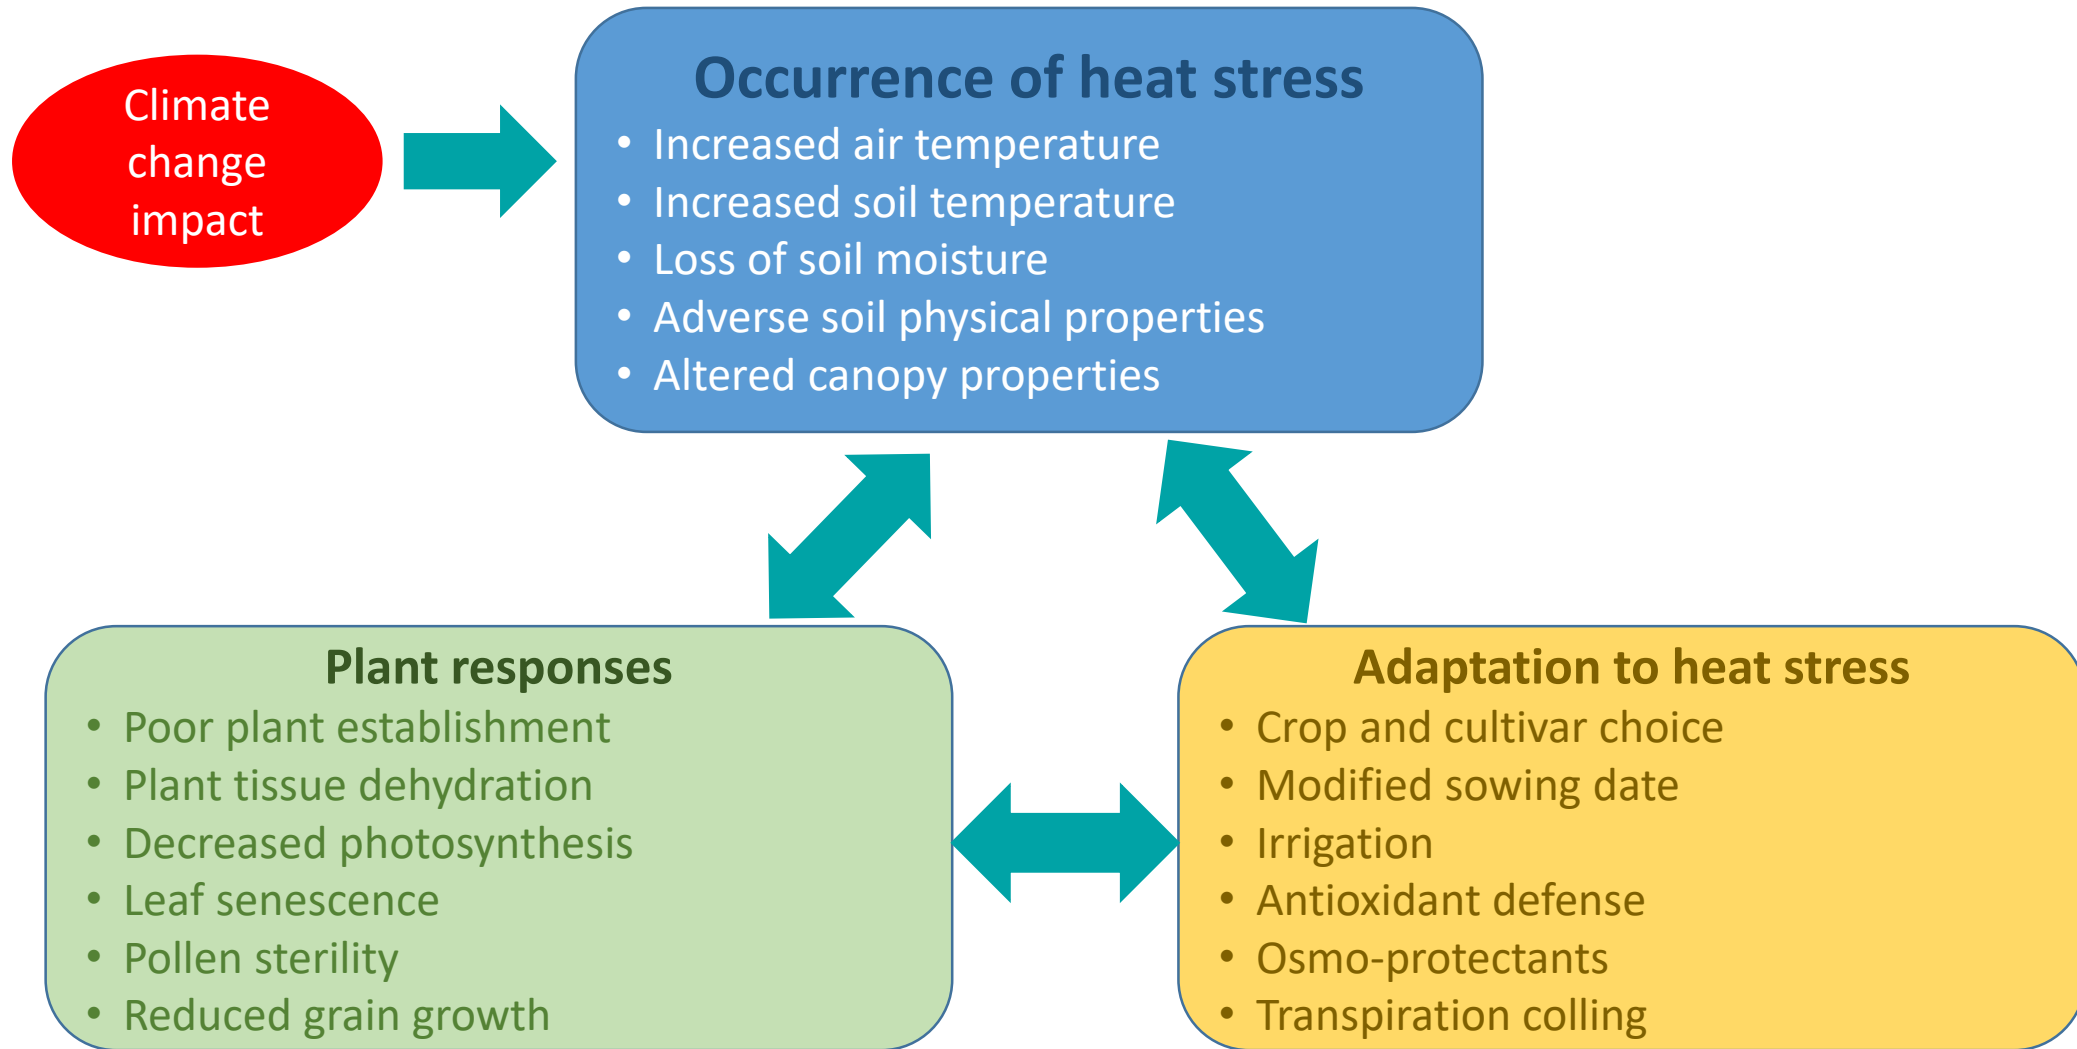 Climate
change
impact
Occurrence of heat stress
• Increased air temperature
• Increased soil temperature
• Loss of soil moisture
• Adverse soil physical properties
• Altered canopy properties
Plant responses
• Poor plant establishment
• Plant tissue dehydration
• Decreased photosynthesis
• Leaf senescence
• Pollen sterility
• Reduced grain growth
Adaptation to heat stress
• Crop and cultivar choice
• Modified sowing date
• Irrigation
• Antioxidant defense
• Osmo-protectants
• Transpiration colling